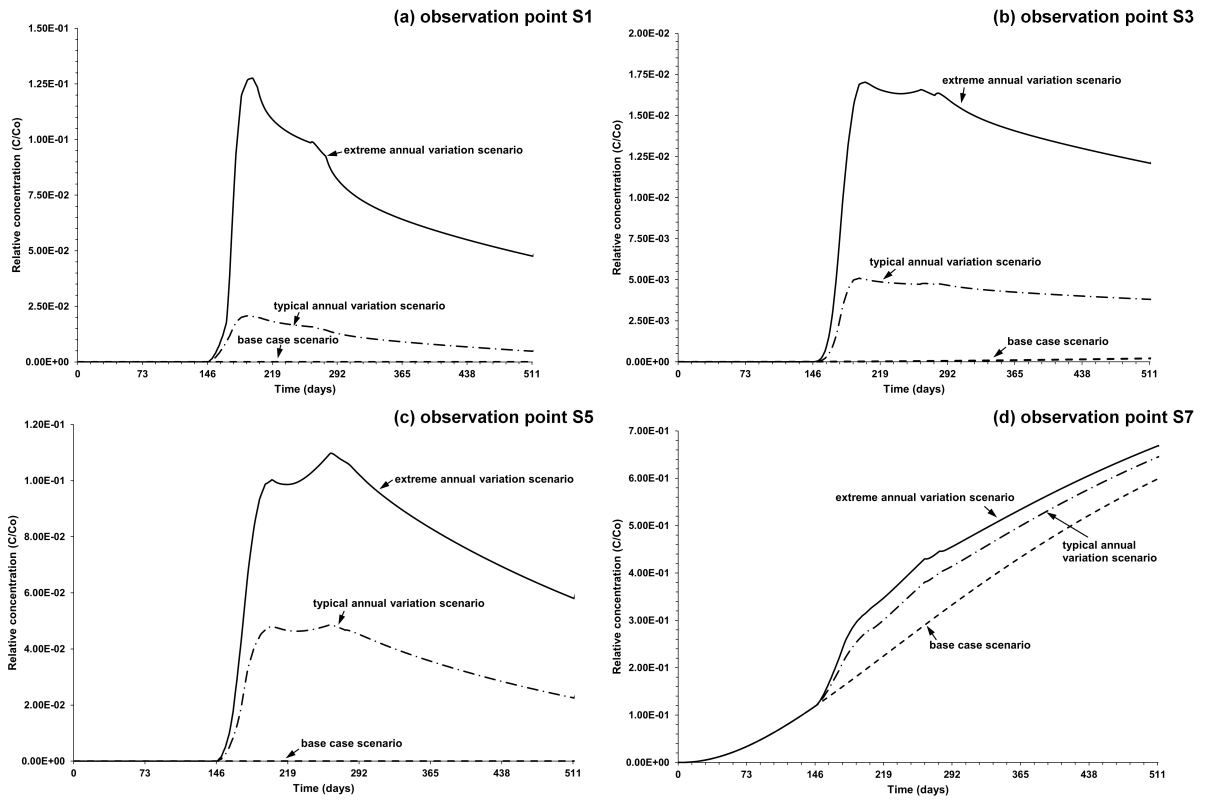 (a) observation point S1
1.50E-01
1.25E-01
1.00E-01
7.50E-02
5.00E-02
2.50E-02
0.00E+00
Relative concentration (C/Co)
extreme annual variation scenario
typical annual variation scenario
base case scenario
0 73 146 219 292 365 438 511
Time (days)
(b) observation point S3
2.00E-02
1.75E-02
1.50E-02
1.25E-02
1.00E-02
7.50E-03
5.00E-03
2.50E-03
0.00E+00
Relative concentration (C/Co)
extreme annual variation scenario
typical annual variation scenario
base case scenario
0 73 146 219 292 365 438 511
Time (days)
(c) observation point S5
1.20E-01
1.00E-01
8.00E-02
6.00E-02
4.00E-02
2.00E-02
0.00E+00
Relative concentration (C/Co)
extreme annual variation scenario
typical annual variation scenario
base case scenario
0 73 146 219 292 365 438 511
Time (days)
(d) observation point S7
7.00E-01
6.00E-01
5.00E-01
4.00E-01
3.00E-01
2.00E-01
1.00E-01
0.00E+00
Relative concentration (C/Co)
extreme annual variation scenario
typical annual
variation scenario
base case scenario
0 73 146 219 292 365 438 511
Time (days)